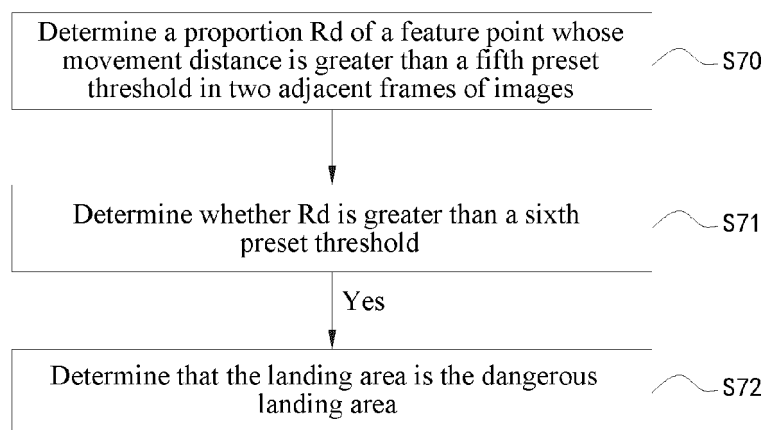 Determine a proportion Rd of a feature point whose
movement distance is greater than a fifth preset
threshold in two adjacent frames of images
S70
Determine whether Rd is greater than a sixth
preset threshold
S71
Yes
Determine that the landing area is the dangerous
landing area
S72